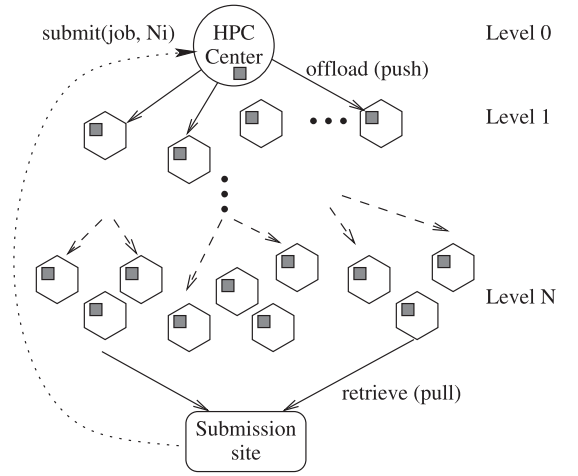 submit(job, Ni)
HPC
Center
Level 0
offload (push)
Level 1
Level N
retrieve (pull)
Submission
site